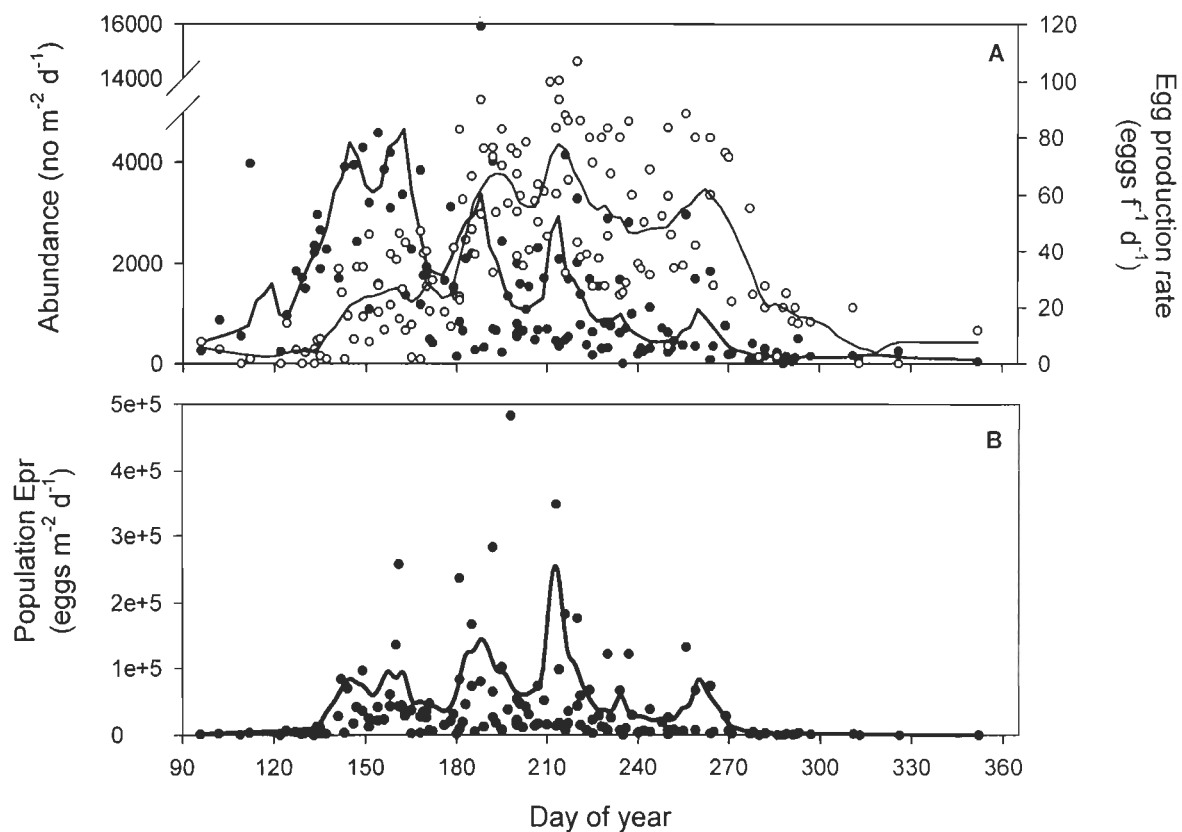 A
Abundance (no m⁻² d⁻¹)
16000
14000
4000
2000
0
Egg production rate
(eggs f⁻¹ d⁻¹)
120
100
80
60
40
20
0
B
Population Epr
(eggs m⁻² d⁻¹)
5e+5
4e+5
3e+5
2e+5
1e+5
0
90 120 150 180 210 240 270 300 330 360
Day of year